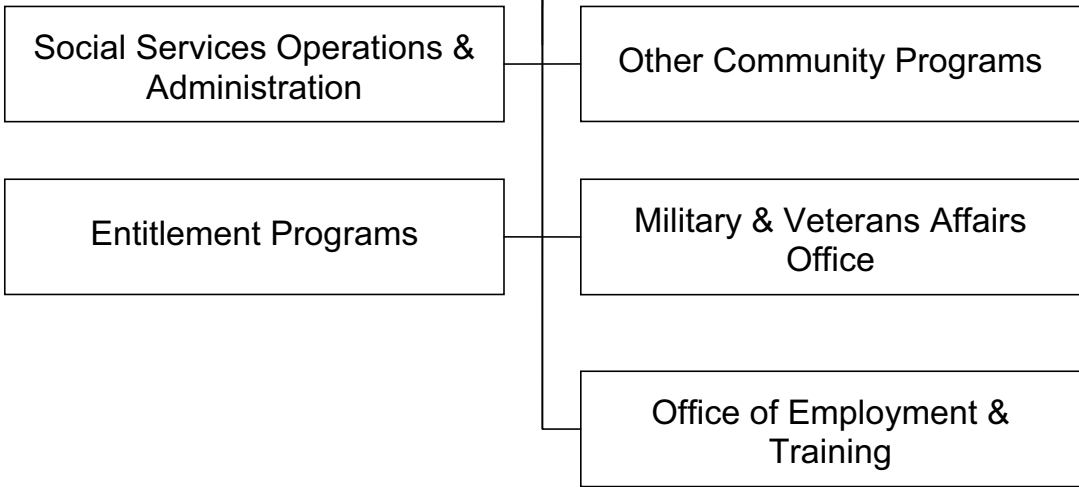 Social Services Operations &
Administration
Other Community Programs
Entitlement Programs
Military & Veterans Affairs
Office
Office of Employment &
Training